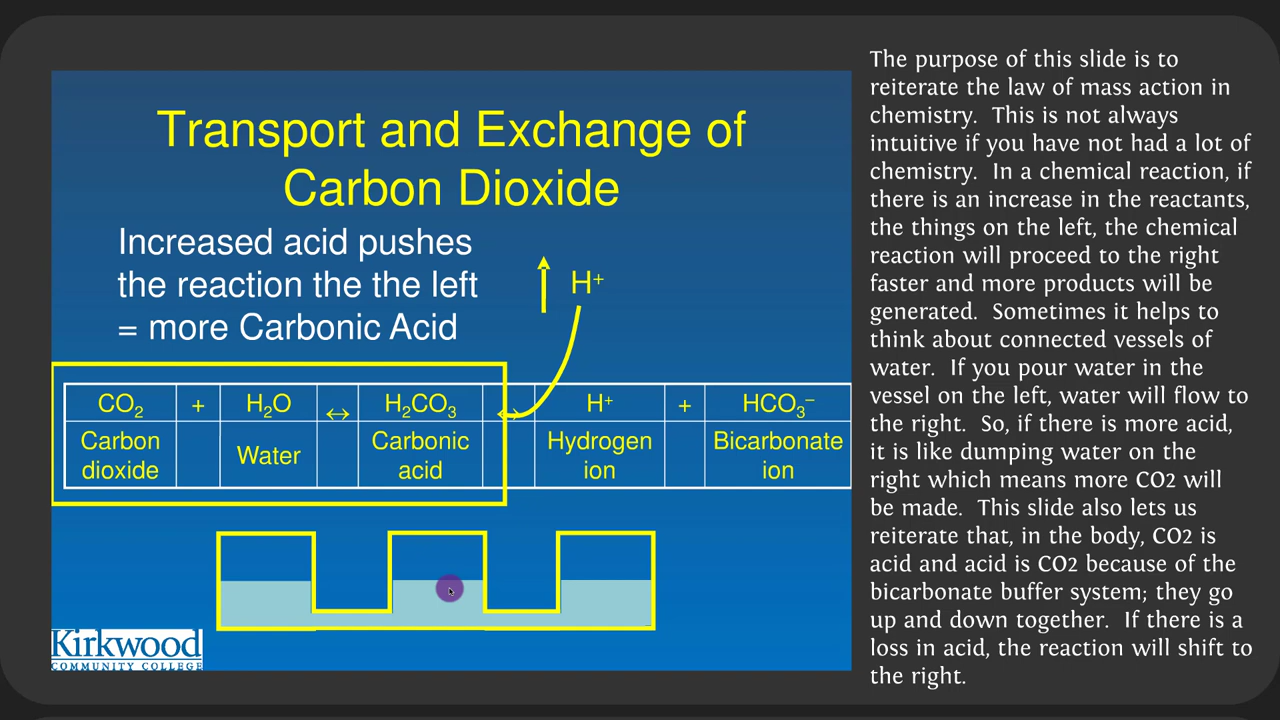 Transport and Exchange of
Carbon Dioxide
Increased acid pushes
the reaction the the left
= more Carbonic Acid
H⁺
CO₂ + H₂O ↔ H₂CO₃ ↔ H⁺ + HCO₃⁻
Carbon dioxide Water Carbonic acid Hydrogen ion Bicarbonate ion
Kirkwood
COMMUNITY COLLEGE
The purpose of this slide is to
reiterate the law of mass action in
chemistry. This is not always
intuitive if you have not had a lot of
chemistry. In a chemical reaction, if
there is an increase in the reactants,
the things on the left, the chemical
reaction will proceed to the right
faster and more products will be
generated. Sometimes it helps to
think about connected vessels of
water. If you pour water in the
vessel on the left, water will flow to
the right. So, if there is more acid,
it is like dumping water on the
right which means more CO2 will
be made. This slide also lets us
reiterate that, in the body, CO2 is
acid and acid is CO2 because of the
bicarbonate buffer system; they go
up and down together. If there is a
loss in acid, the reaction will shift to
the right.